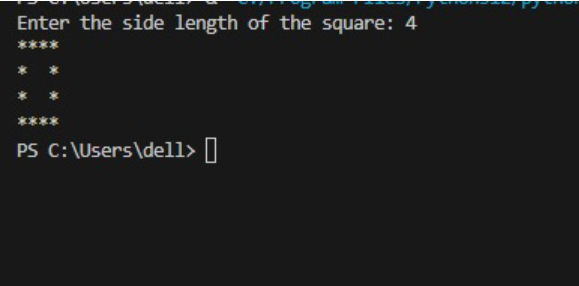 Enter the side length of the square: 4
****
*  *
*  *
****
PS C:\Users\dell>